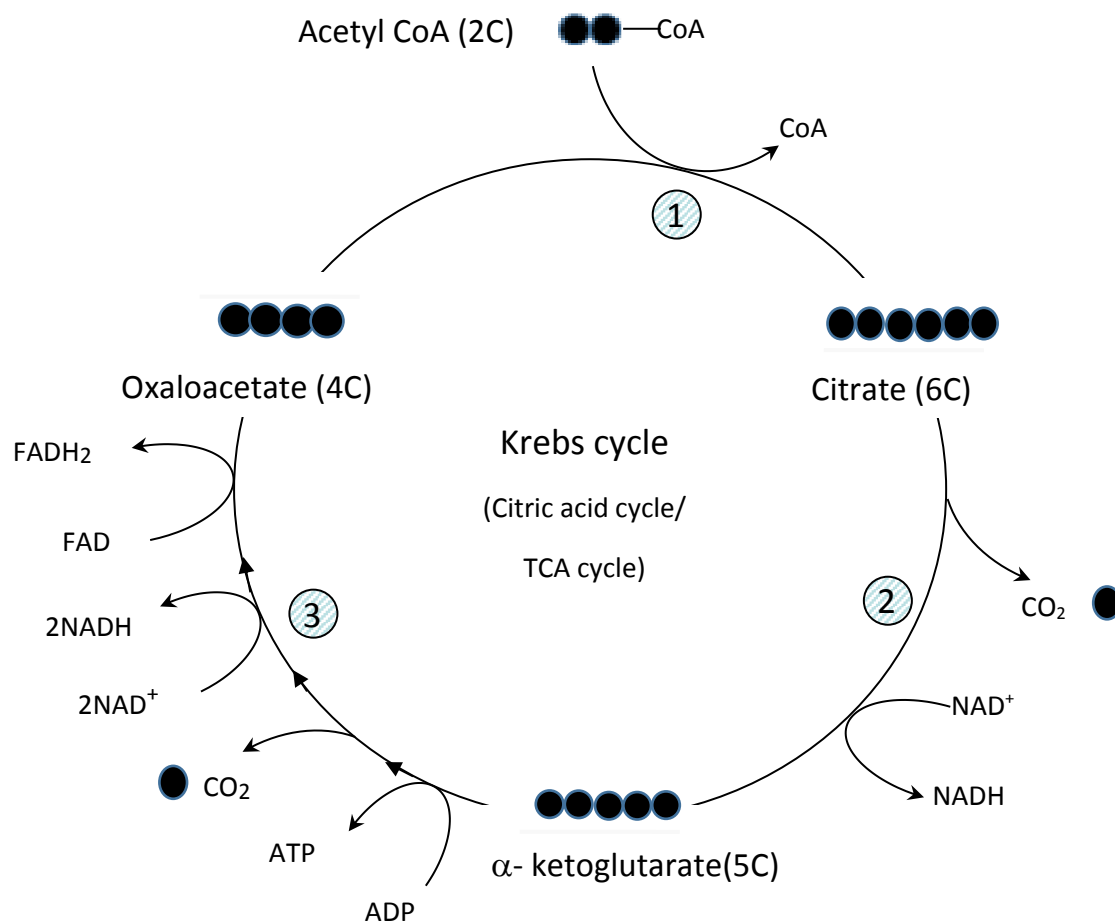 Acetyl CoA (2C)
CoA
CoA
1
Oxaloacetate (4C)
Citrate (6C)
Krebs cycle
(Citric acid cycle/
TCA cycle)
FADH₂
FAD
2NADH
2NAD⁺
3
2
CO₂
NAD⁺
NADH
CO₂
ATP
ADP
α- ketoglutarate(5C)